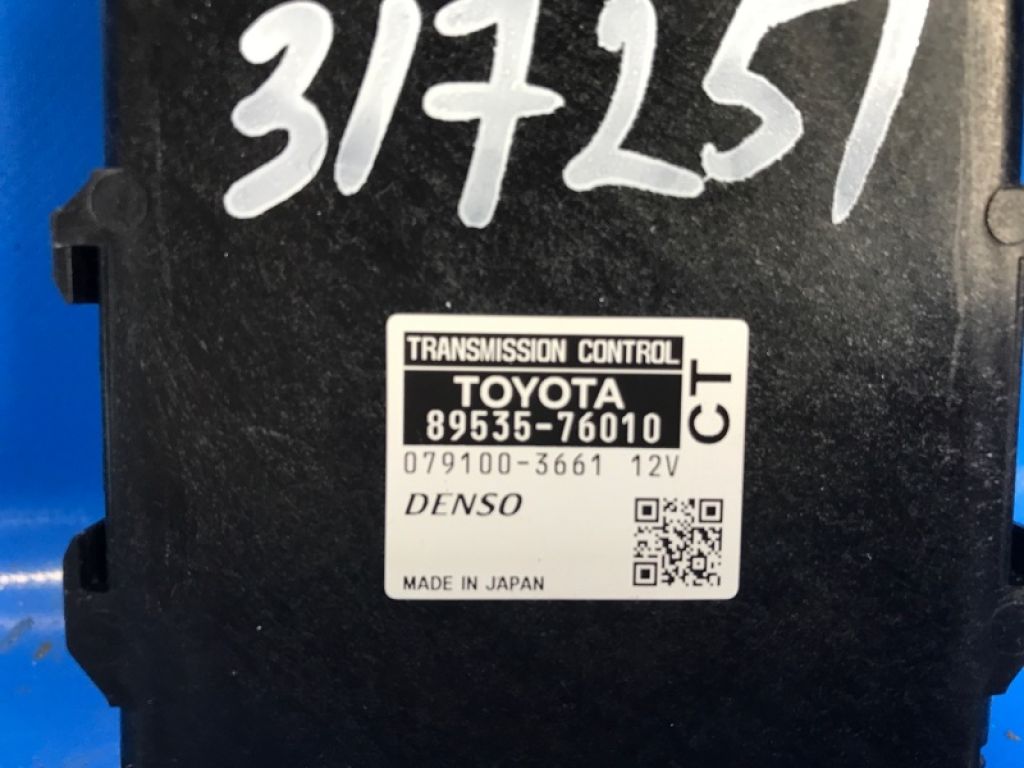 317251
TRANSMISSION CONTROL
TOYOTA
89535-76010
CT
079100-3661 12V
DENSO
MADE IN JAPAN